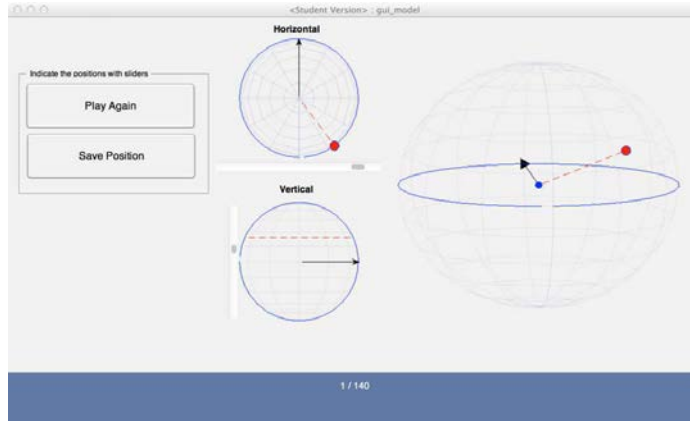 <Student Version> : gui_model
Horizontal
Indicate the positions with sliders
Play Again
Save Position
Vertical
1 / 140